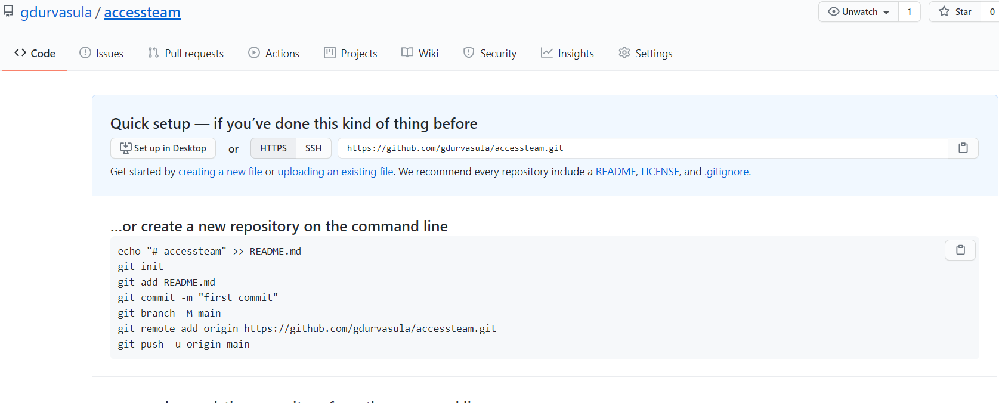 gdurvasula / accessteam
Unwatch 1 Star 0
Code Issues Pull requests Actions Projects Wiki Security Insights Settings
Quick setup — if you’ve done this kind of thing before
Set up in Desktop or HTTPS SSH https://github.com/gdurvasula/accessteam.git
Get started by creating a new file or uploading an existing file. We recommend every repository include a README, LICENSE, and .gitignore.
…or create a new repository on the command line
echo "# accessteam" >> README.md
git init
git add README.md
git commit -m "first commit"
git branch -M main
git remote add origin https://github.com/gdurvasula/accessteam.git
git push -u origin main